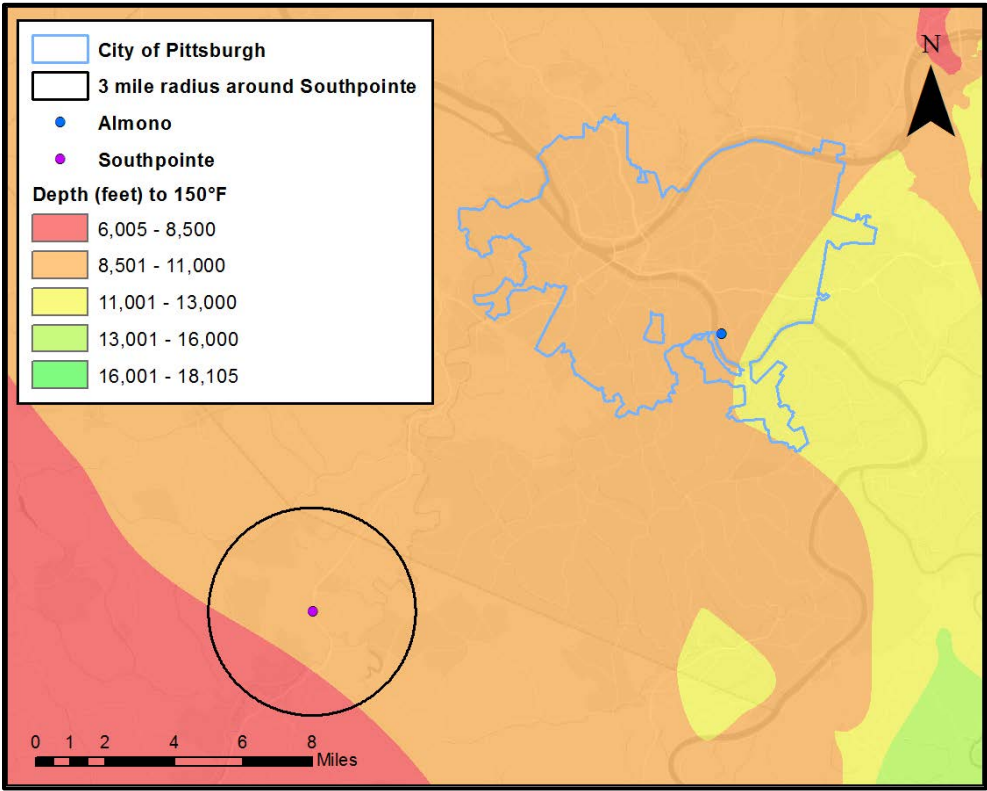 City of Pittsburgh
3 mile radius around Southpointe
Almono
Southpointe
Depth (feet) to 150°F
6,005 - 8,500
8,501 - 11,000
11,001 - 13,000
13,001 - 16,000
16,001 - 18,105
N
0 1 2 4 6 8
Miles